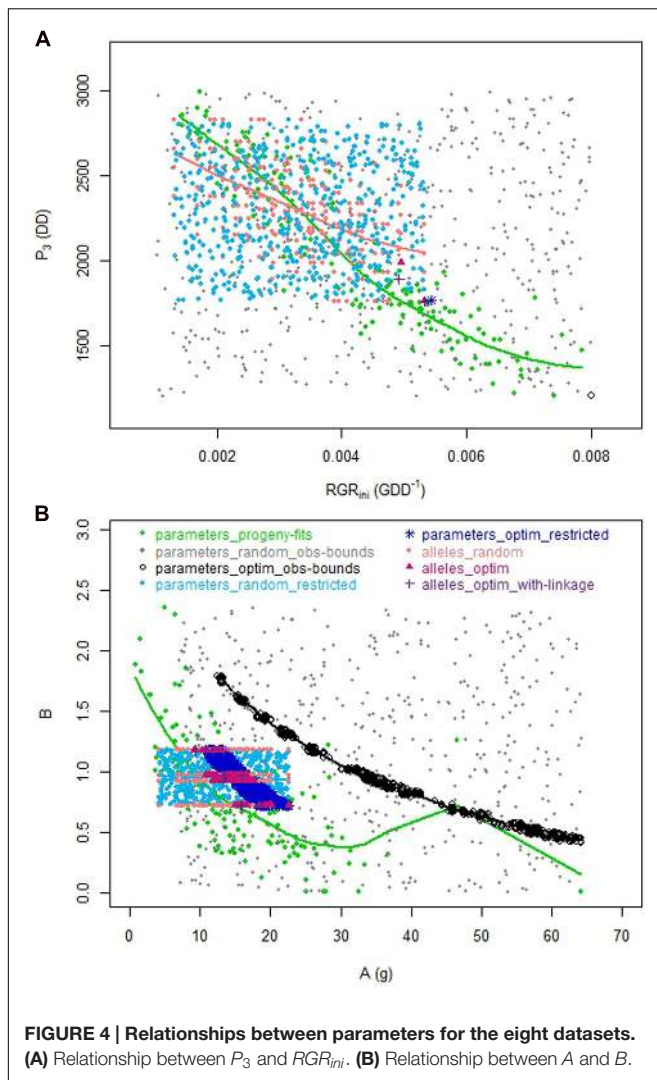 A
P3 (DD)
3000
2500
2000
1500
0.002 0.004 0.006 0.008
RGRini (GDD-1)
B
parameters_progeny-fits
parameters_random_obs-bounds
parameters_optim_obs-bounds
parameters_random_restricted
parameters_optim_restricted
alleles_random
alleles_optim
alleles_optim_with-linkage
B
3.0
2.5
2.0
1.5
1.0
0.5
0.0
0 10 20 30 40 50 60 70
A (g)
FIGURE 4 | Relationships between parameters for the eight datasets.
(A) Relationship between P3 and RGRini. (B) Relationship between A and B.